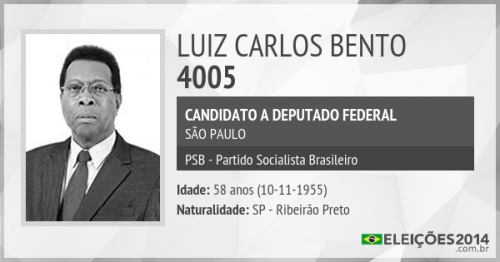 LUIZ CARLOS BENTO
4005
CANDIDATO A DEPUTADO FEDERAL
SÃO PAULO
PSB - Partido Socialista Brasileiro
Idade: 58 anos (10-11-1955)
Naturalidade: SP - Ribeirão Preto
ELEIÇÕES2014
.com.br